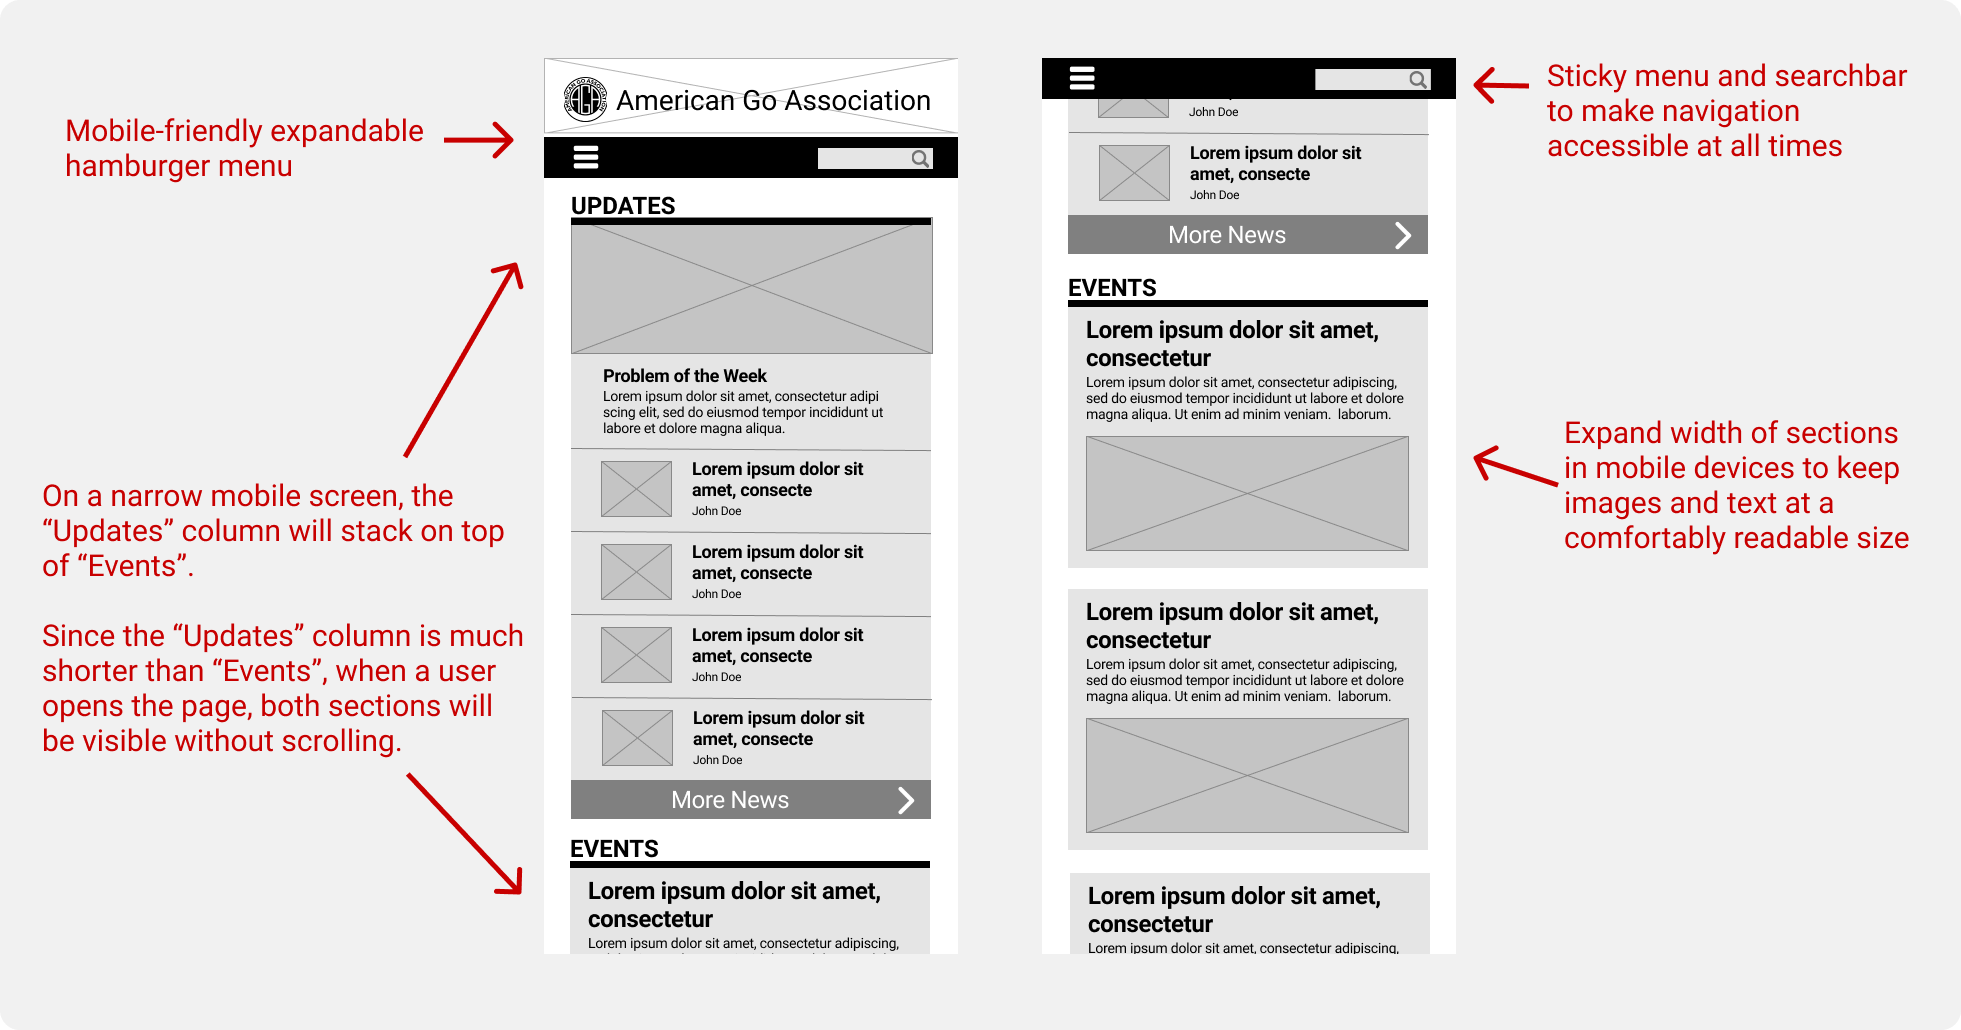 Mobile-friendly expandable
hamburger menu
On a narrow mobile screen, the
“Updates” column will stack on top
of “Events”.
Since the “Updates” column is much
shorter than “Events”, when a user
opens the page, both sections will
be visible without scrolling.
AMERICAN GO ASSOCIATION
AGA
American Go Association
UPDATES
Problem of the Week
Lorem ipsum dolor sit amet, consectetur adipi
scing elit, sed do eiusmod tempor incididunt ut
labore et dolore magna aliqua.
Lorem ipsum dolor sit
amet, consecte
John Doe
Lorem ipsum dolor sit
amet, consecte
John Doe
Lorem ipsum dolor sit
amet, consecte
John Doe
Lorem ipsum dolor sit
amet, consecte
John Doe
More News
EVENTS
Lorem ipsum dolor sit amet,
consectetur
Lorem ipsum dolor sit amet, consectetur adipiscing,
John Doe
Lorem ipsum dolor sit
amet, consecte
John Doe
More News
EVENTS
Lorem ipsum dolor sit amet,
consectetur
Lorem ipsum dolor sit amet, consectetur adipiscing,
sed do eiusmod tempor incididunt ut labore et dolore
magna aliqua. Ut enim ad minim veniam. laborum.
Lorem ipsum dolor sit amet,
consectetur
Lorem ipsum dolor sit amet, consectetur adipiscing,
sed do eiusmod tempor incididunt ut labore et dolore
magna aliqua. Ut enim ad minim veniam. laborum.
Lorem ipsum dolor sit amet,
consectetur
Lorem ipsum dolor sit amet, consectetur adipiscing,
Sticky menu and searchbar
to make navigation
accessible at all times
Expand width of sections
in mobile devices to keep
images and text at a
comfortably readable size